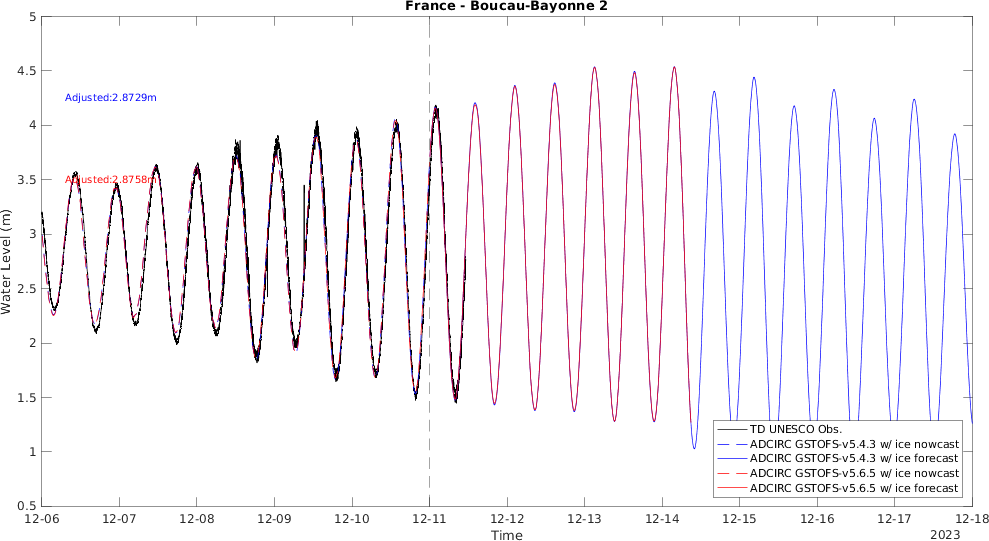 France - Boucau-Bayonne 2
5
4.5
4
3.5
3
2.5
2
1.5
1
0.5
Water Level (m)
Adjusted:2.8729m
Adjusted:2.8758m
TD UNESCO Obs.
ADCIRC GSTOFS-v5.4.3 w/ ice nowcast
ADCIRC GSTOFS-v5.4.3 w/ ice forecast
ADCIRC GSTOFS-v5.6.5 w/ ice nowcast
ADCIRC GSTOFS-v5.6.5 w/ ice forecast
12-06 12-07 12-08 12-09 12-10 12-11 12-12 12-13 12-14 12-15 12-16 12-17 12-18
Time
2023